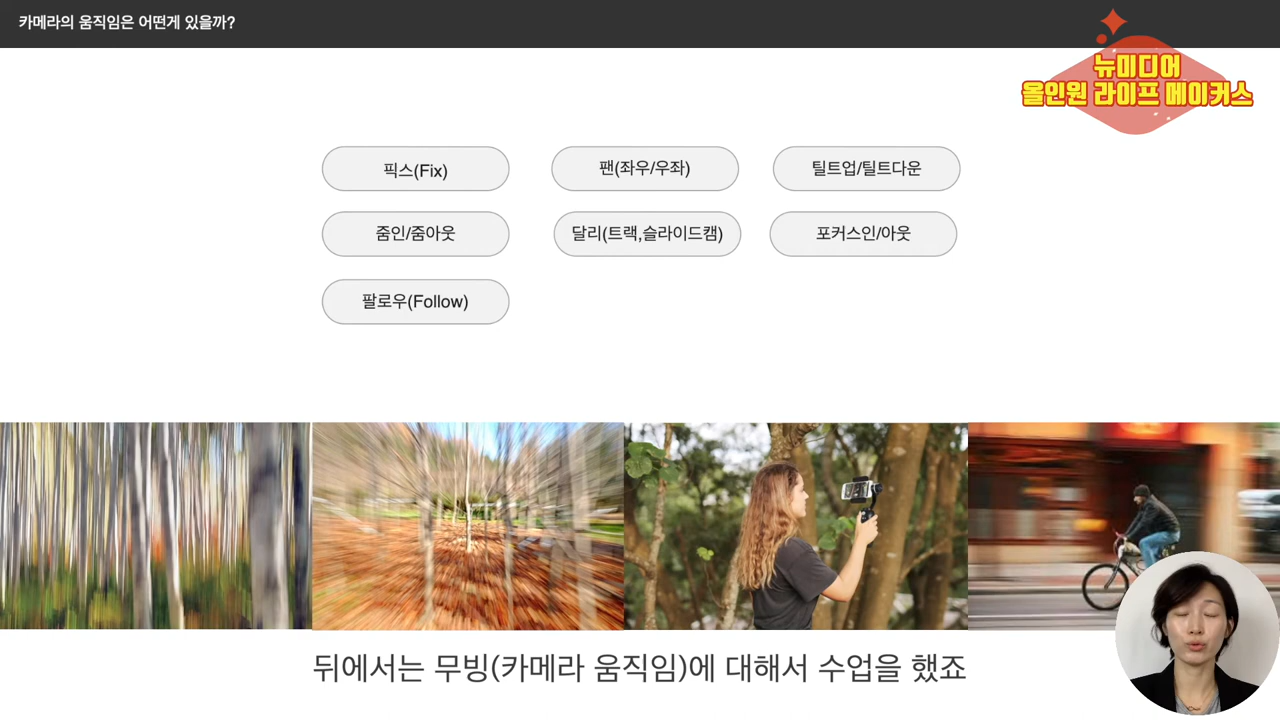 카메라의 움직임은 어떤게 있을까?
뉴미디어
올인원 라이프 메이커스
픽스(Fix)
팬(좌우/우좌)
틸트업/틸트다운
줌인/줌아웃
달리(트랙,슬라이드캠)
포커스인/아웃
팔로우(Follow)
뒤에서는 무빙(카메라 움직임)에 대해서 수업을 했죠